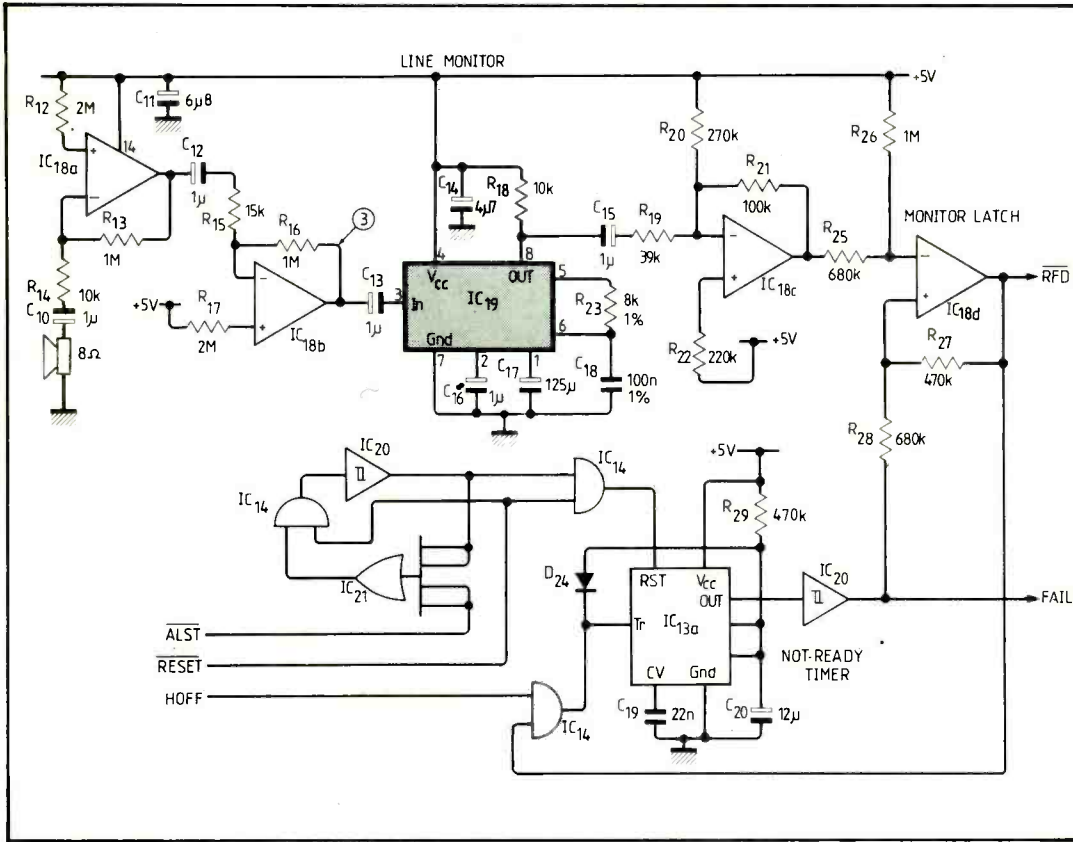 LINE MONITOR
+5V
R12 2M
C11 6µ8
14
IC18a
+
−
C12 1µ
R13 1M
R14 10k
C10 1µ
8Ω
R15 15k
R16 1M
3
+5V
R17 2M
−
+
IC18b
C13 1µ
C14 4µ7
R18 10k
4
8
Vcc
OUT
3
In
IC19
5
6
Gnd
7
2
1
R23 8k 1%
C16 1µ
C17 125µ
C18 100n 1%
C15 1µ
R19 39k
R20 270k
R21 100k
−
+
IC18c
R22 220k
+5V
R25 680k
R26 1M
MONITOR LATCH
−
+
IC18d
RFD
R27 470k
R28 680k
IC20
IC14
IC14
IC21
ALST
RESET
HOFF
IC14
D24
+5V
R29 470k
RST
Vcc
OUT
Tr
IC13a
CV
Gnd
C19 22n
C20 12µ
IC20
FAIL
NOT-READY
TIMER